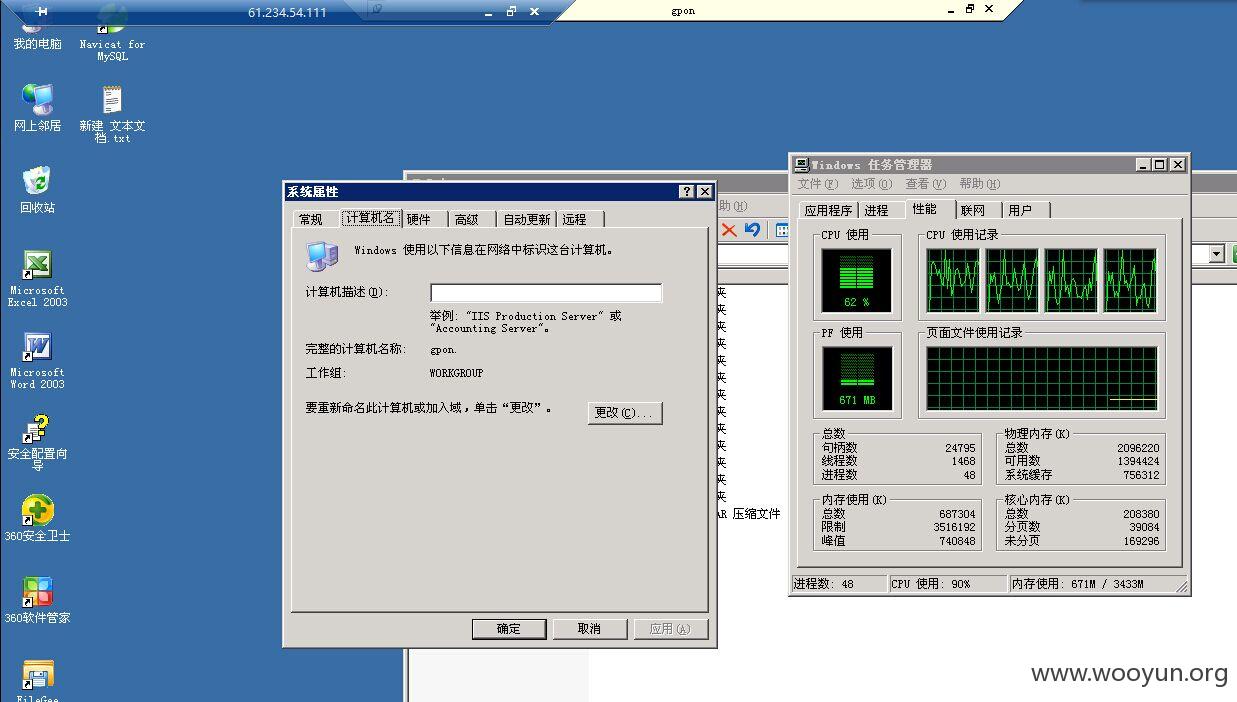 61.234.54.111
gpon
我的电脑
Navicat for
MySQL
网上邻居
新建 文本文
档.txt
回收站
Microsoft
Excel 2003
Microsoft
Word 2003
安全配置向
导
360安全卫士
360软件管家
FileGee
系统属性
常规
计算机名
硬件
高级
自动更新
远程
Windows 使用以下信息在网络中标识这台计算机。
计算机描述(D):
举例: "IIS Production Server" 或
"Accounting Server"。
完整的计算机名称:
gpon.
工作组:
WORKGROUP
要重新命名此计算机或加入域，单击“更改”。
更改(C)...
确定
取消
应用(A)
助(H)
夹
夹
夹
夹
夹
夹
夹
夹
夹
夹
夹
夹
夹
AR 压缩文件
Windows 任务管理器
文件(F) 选项(O) 查看(V) 帮助(H)
应用程序
进程
性能
联网
用户
CPU 使用
62 %
CPU 使用记录
PF 使用
671 MB
页面文件使用记录
总数
句柄数 24795
线程数 1468
进程数 48
物理内存(K)
总数 2096220
可用数 1394424
系统缓存 756312
内存使用(K)
总数 687304
限制 3516192
峰值 740848
核心内存(K)
总数 208380
分页数 39084
未分页 169296
进程数: 48
CPU 使用: 90%
内存使用: 671M / 3433M
www.wooyun.org